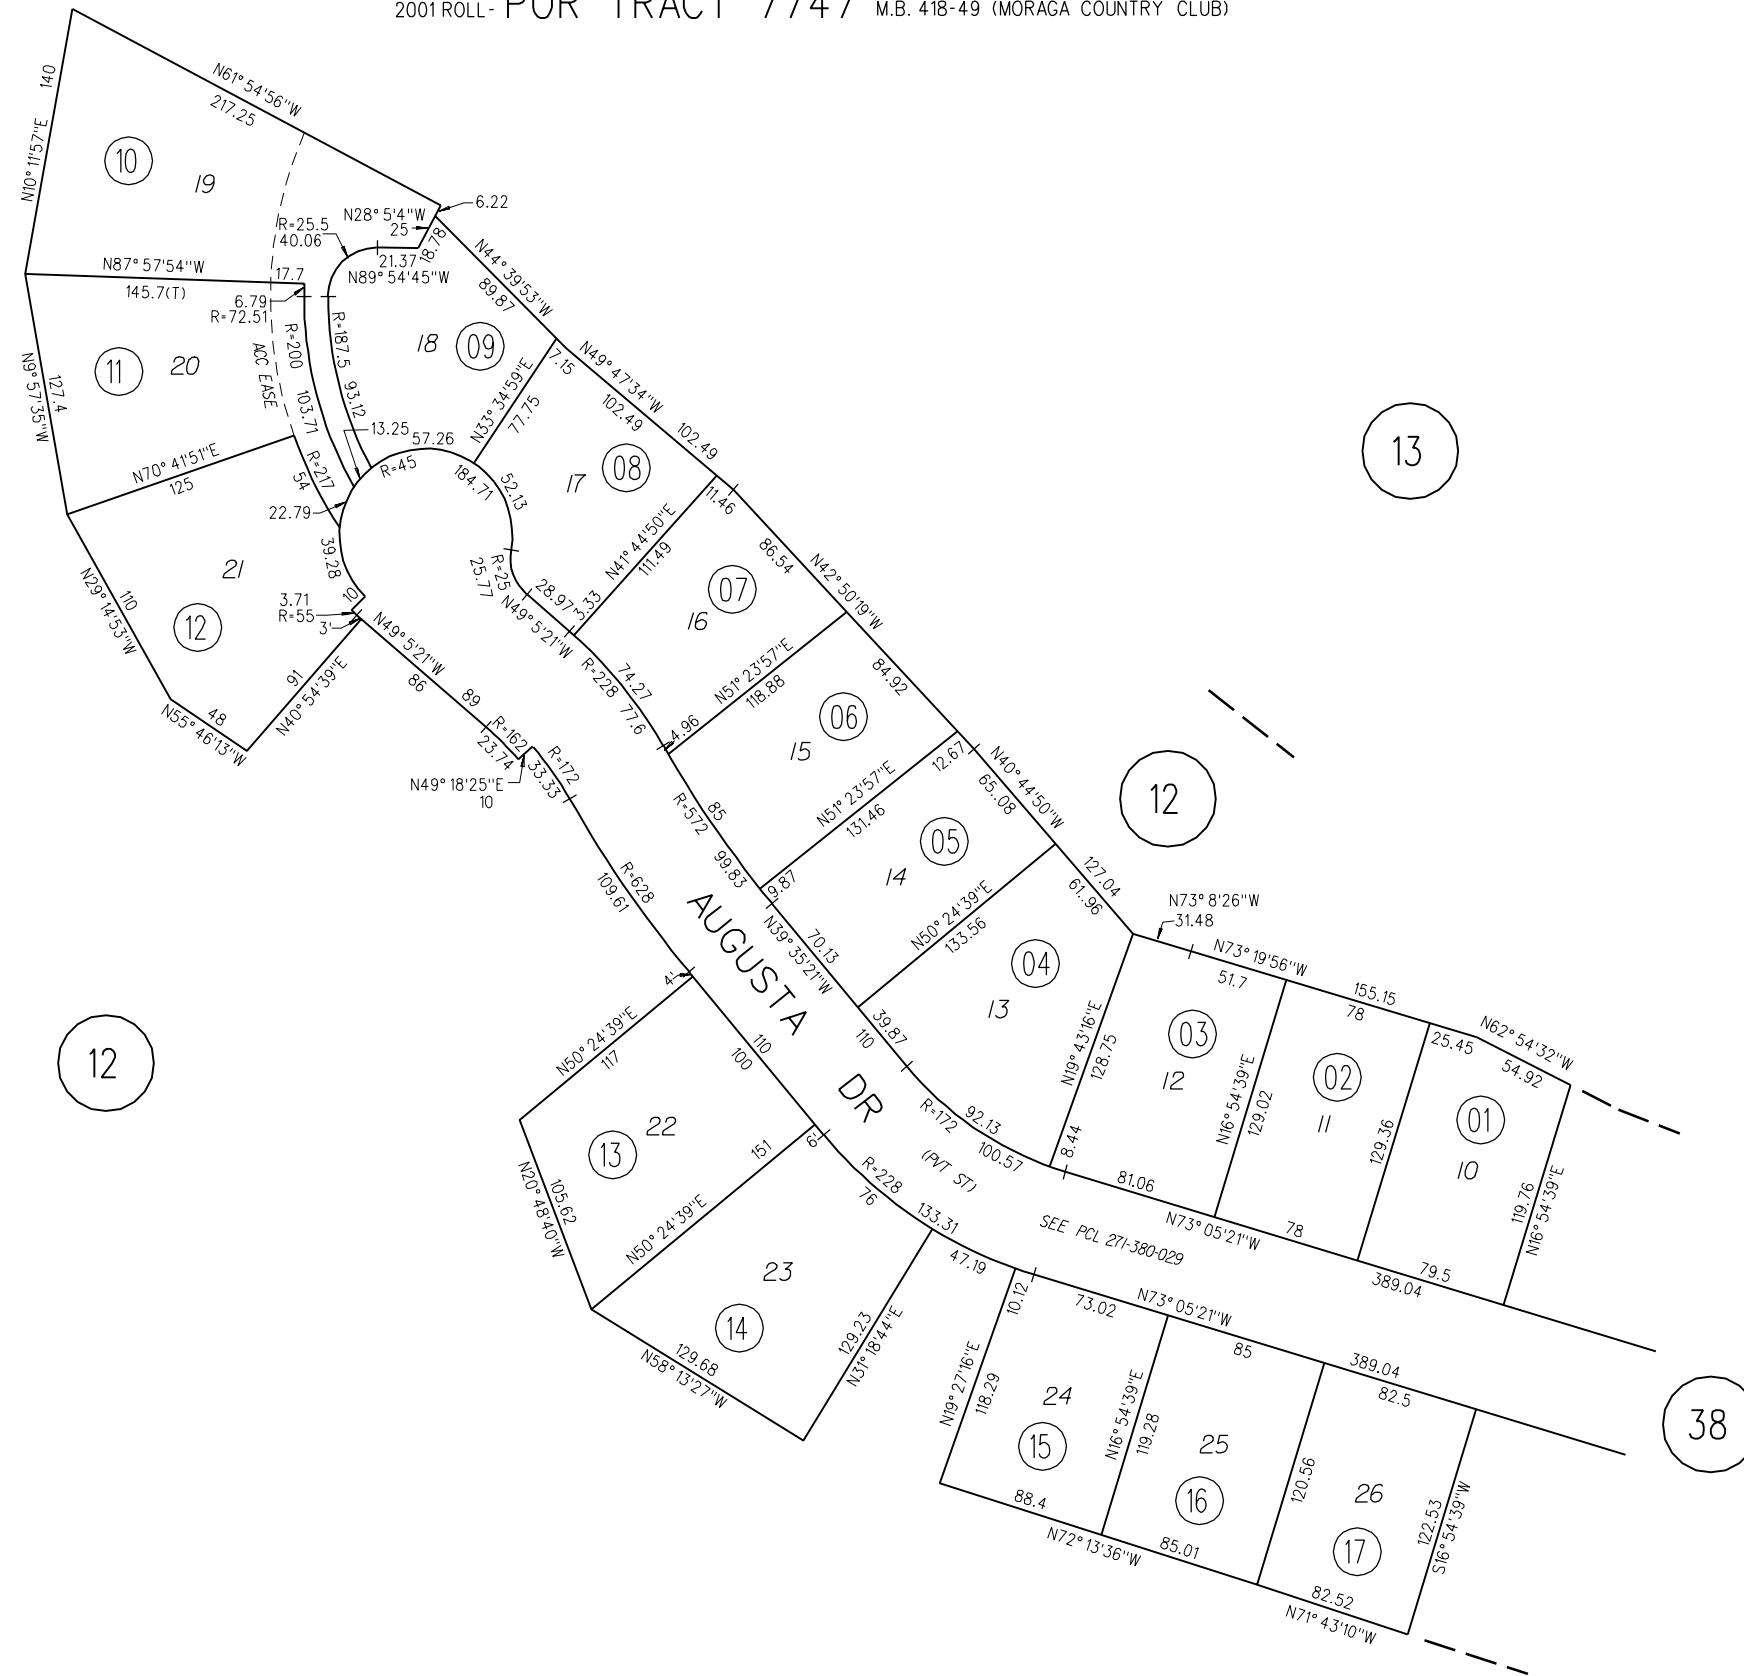 2001 ROLL- POR TRACT 7747 M.B. 418-49 (MORAGA COUNTRY CLUB)
140
N10° 11'57"E
N61° 54'56"W
217.25
10
19
6.22
N28° 5'4"W
25
18.78
R=25.5
40.06
21.37
N89° 54'45"W
N87° 57'54"W
145.7(T)
17.7
6.79
R=72.51
N44° 39'53"W
89.87
18
09
R=187.5
93.12
R=200
103.71
ACC EASE
11
20
N9° 57'35"W
127.4
N70° 41'51"E
125
13.25
57.26
R=45
184.71
52.13
N33° 34'59"E
77.75
7.15
N49° 47'34"W
102.49
102.49
08
17
11.46
R=217
54
22.79
39.28
21
12
N29° 14'53"W
110
10
3.71
R=55
3'
R=25
25.77
28.97
N49° 5'21"W
3.33
N41° 44'50"E
111.49
86.54
N42° 50'19"W
07
16
N49° 5'21"W
86
89
91
N40° 54'39"E
48
N55° 46'13"W
R=228
74.27
77.6
4.96
N51° 23'57"E
118.88
84.92
06
15
R=162
23.74
33.33
R=172
N49° 18'25"E
10
R=572
85
99.83
9.87
N51° 23'57"E
131.46
12.67
N40° 44'50"W
65..08
05
14
127.04
61.96
R=628
109.61
AUGUSTA
DR
(PVT ST)
N39° 35'21"W
70.13
N50° 24'39"E
133.56
04
13
39.87
110
13
12
12
38
N73° 8'26"W
31.48
N73° 19'56"W
51.7
155.15
78
25.45
N62° 54'32"W
54.92
N19° 43'16"E
128.75
03
12
N16° 54'39"E
129.02
02
11
129.36
01
10
119.76
N16° 54'39"E
R=172
92.13
100.57
8.44
81.06
N73° 05'21"W
78
389.04
79.5
SEE PCL 271-380-029
4'
N50° 24'39"E
117
110
100
22
13
N20° 48'40"W
105.62
151
N50° 24'39"E
9
R=228
76
133.31
47.19
23
14
129.68
N58° 13'27"W
129.23
N31° 18'44"E
10.12
73.02
N73° 05'21"W
85
389.04
82.5
N19° 27'16"E
118.29
24
15
88.4
N16° 54'39"E
119.28
25
16
N72° 13'36"W
85.01
120.56
26
17
82.52
N71° 43'10"W
122.53
S16° 54'39"W